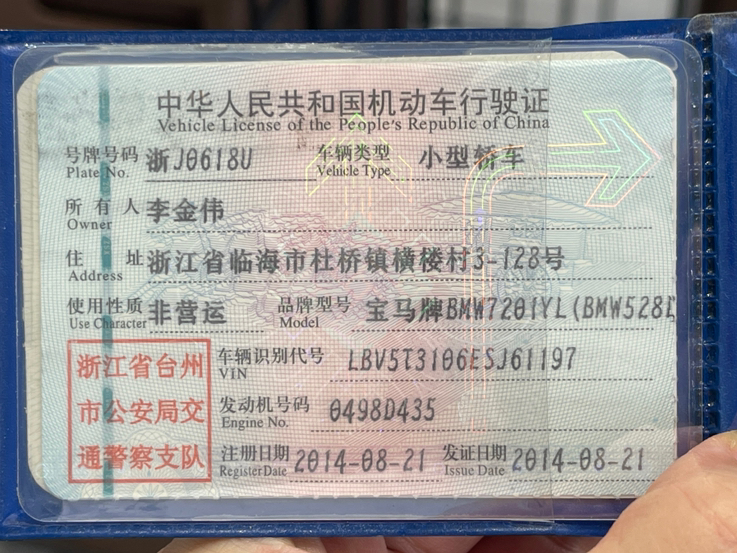 中华人民共和国机动车行驶证
Vehicle License of the People's Republic of China
号牌号码 浙J0618U 车辆类型 小型轿车
Plate No. Vehicle Type
所有人 李金伟
Owner
住址 浙江省临海市杜桥镇横楼村3-128号
Address
使用性质 非营运 品牌型号 宝马牌BMW7201YL(BMW528L
Use Character Model
浙江省台州
市公安局交
通警察支队
车辆识别代号 LBV5T3106ESJ61197
VIN
发动机号码 0498D435
Engine No.
注册日期 2014-08-21 发证日期 2014-08-21
Register Date Issue Date